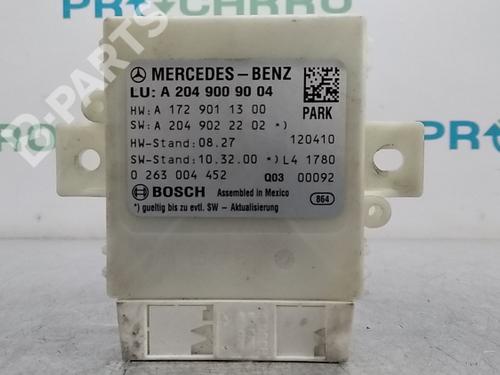 PIÈCHARRO
B-PARTS
CHARRO
MERCEDES-BENZ
LU: A 204 900 90 04
HW: A 172 901 13 00
PARK
SW: A 204 902 22 02 *)
HW-Stand: 08.27 120410
SW-Stand: 10.32.00 *) L4 1780
0 263 004 452 Q03 00092
BOSCH Assembled in Mexico
*) gueltig bis zu evtl. SW - Aktualisierung
864